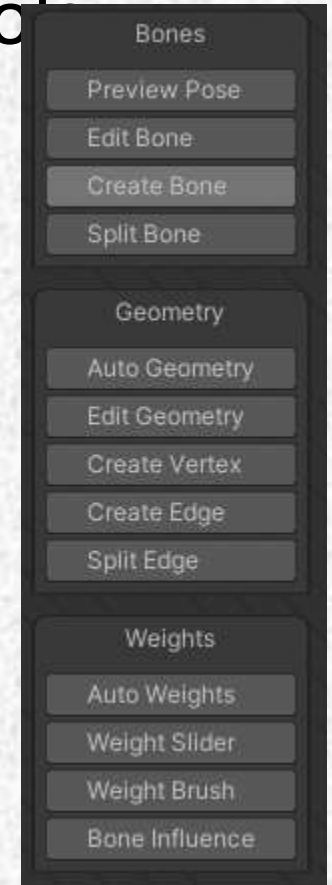 Bones
Preview Pose
Edit Bone
Create Bone
Split Bone
Geometry
Auto Geometry
Edit Geometry
Create Vertex
Create Edge
Split Edge
Weights
Auto Weights
Weight Slider
Weight Brush
Bone Influence